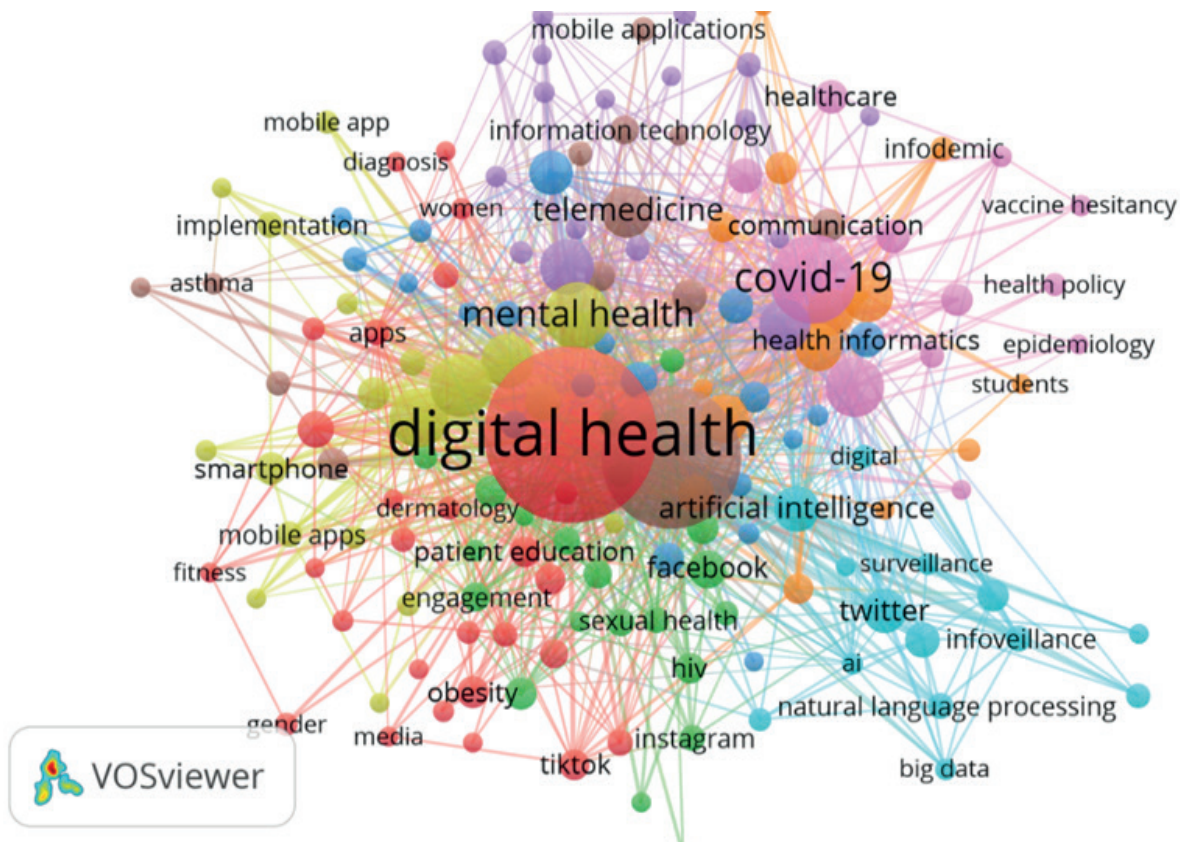 mobile applications
healthcare
mobile app
information technology
infodemic
diagnosis
women
telemedicine
vaccine hesitancy
implementation
communication
asthma
covid-19
health policy
mental health
apps
health informatics
epidemiology
students
digital health
digital
smartphone
dermatology
artificial intelligence
mobile apps
patient education
facebook
surveillance
fitness
engagement
sexual health
twitter
infoveillance
hiv
ai
obesity
natural language processing
gender
media
instagram
tiktok
big data
VOSviewer